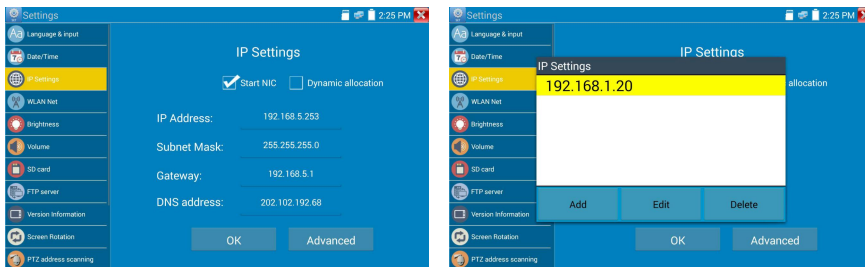 Settings
2:25 PM
Language & input
Date/Time
IP Settings
WLAN Net
Brightness
Volume
SD card
FTP server
Version Information
Screen Rotation
PTZ address scanning
IP Settings
Start NIC
Dynamic allocation
IP Address: 192.168.5.253
Subnet Mask: 255.255.255.0
Gateway: 192.168.5.1
DNS address: 202.102.192.68
OK
Advanced
Settings
2:25 PM
Language & input
Date/Time
IP Settings
WLAN Net
Brightness
Volume
SD card
FTP server
Version Information
Screen Rotation
PTZ address scanning
IP Settings
allocation
IP Settings
192.168.1.20
Add Edit Delete
OK
Advanced